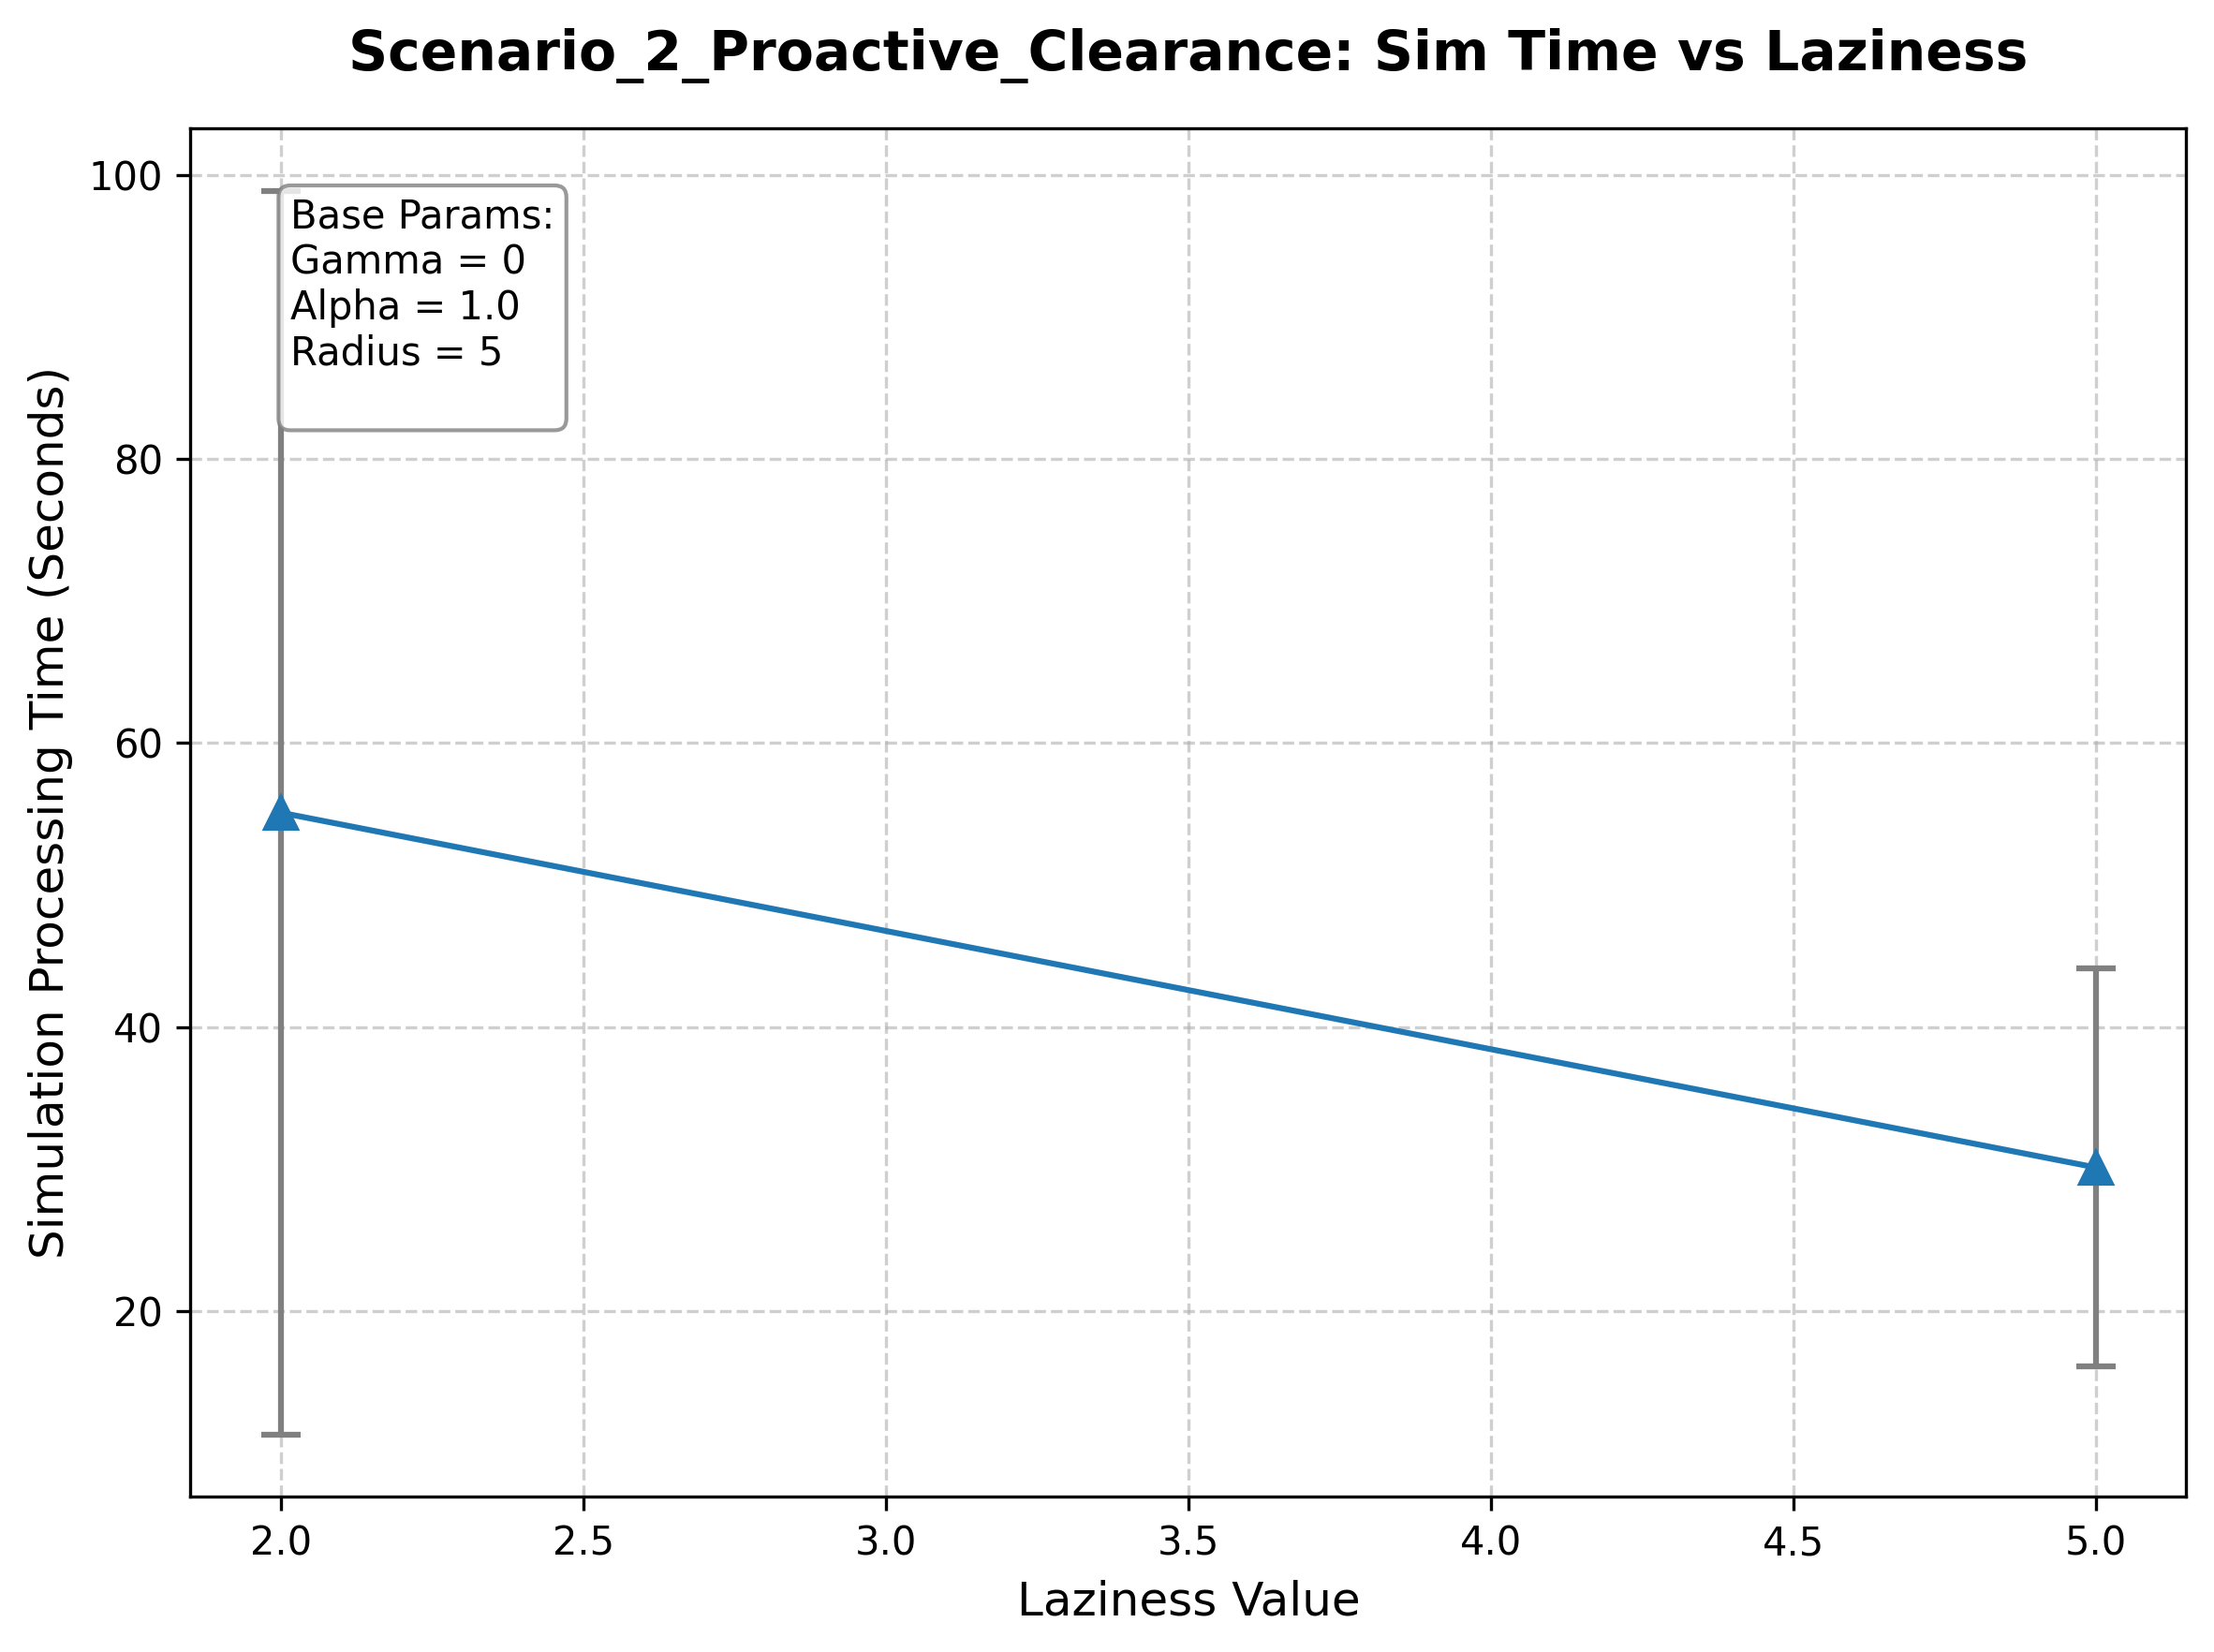 Scenario_2_Proactive_Clearance: Sim Time vs Laziness
Simulation Processing Time (Seconds)
100
80
60
40
20
Base Params:
Gamma = 0
Alpha = 1.0
Radius = 5
2.0 2.5 3.0 3.5 4.0 4.5 5.0
Laziness Value